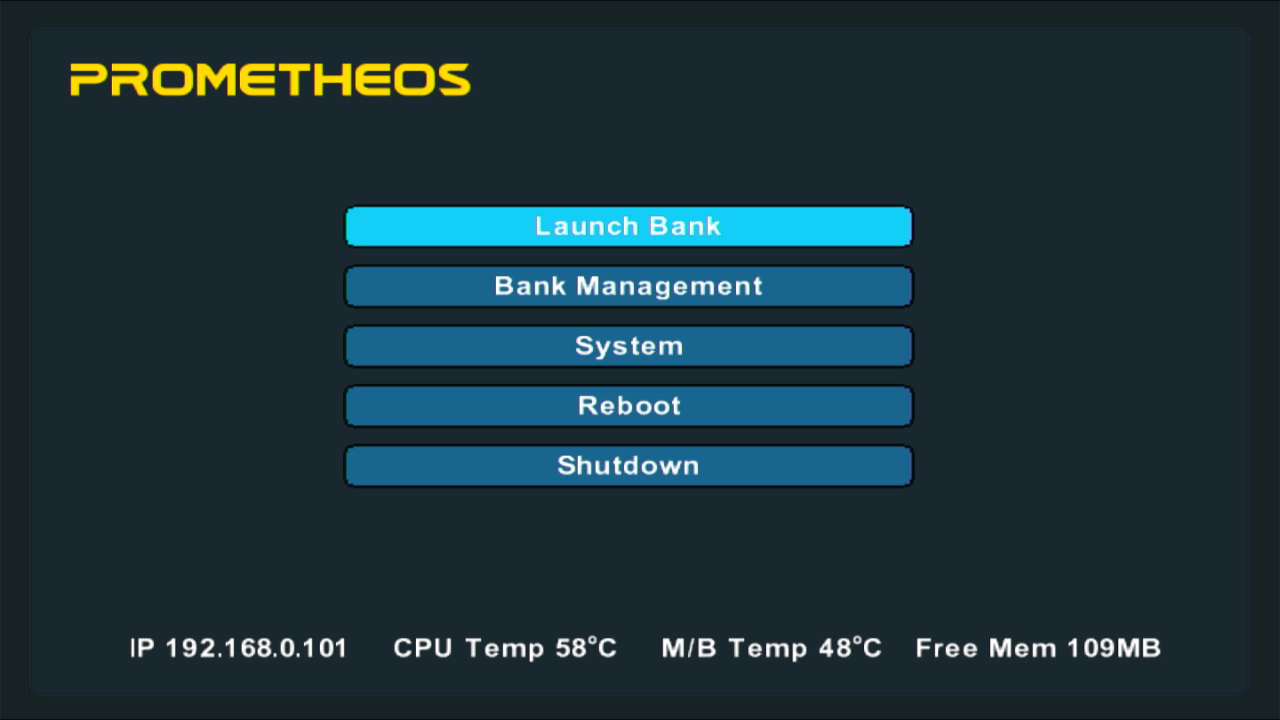 PROMETHEOS
Launch Bank
Bank Management
System
Reboot
Shutdown
IP 192.168.0.101 CPU Temp 58°C M/B Temp 48°C Free Mem 109MB